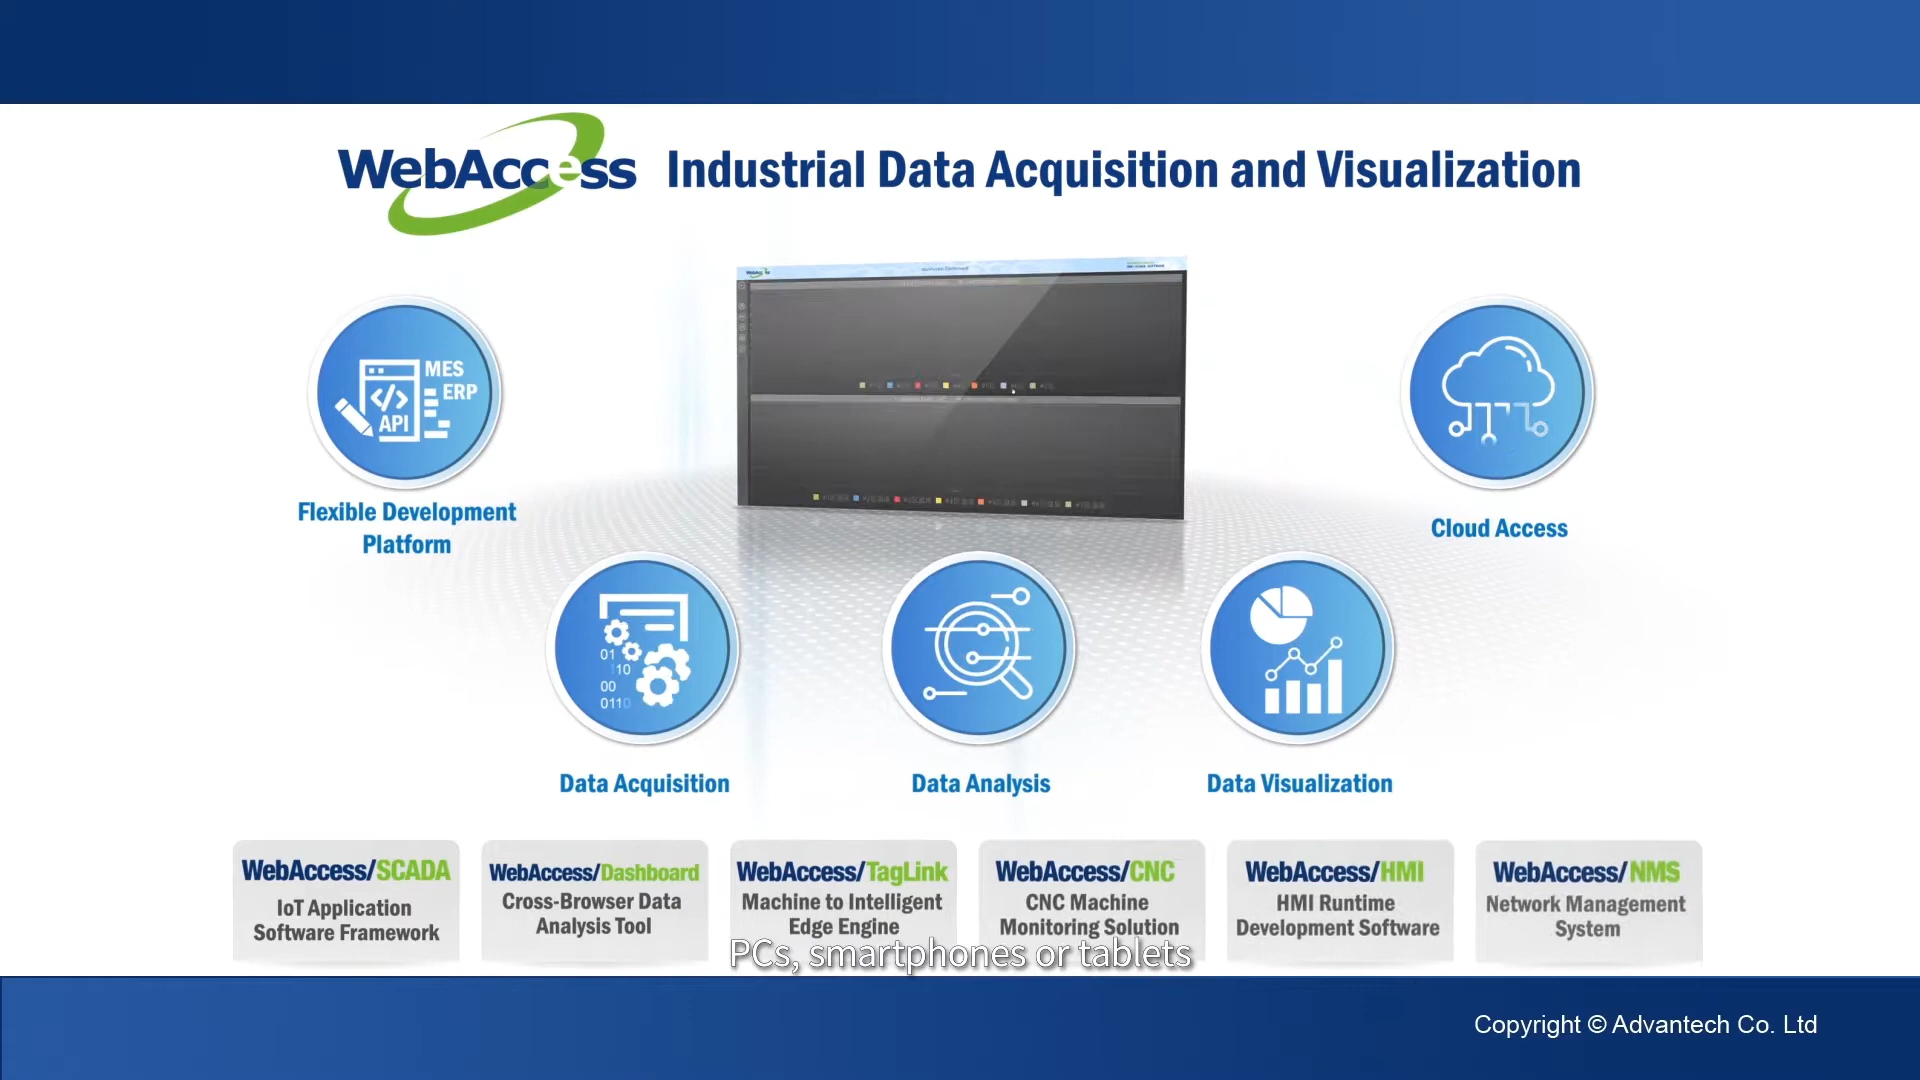 WebAccess Industrial Data Acquisition and Visualization
MES
ERP
API
Flexible Development
Platform
Cloud Access
01
10
00
0110
Data Acquisition
Data Analysis
Data Visualization
WebAccess/SCADA
IoT Application
Software Framework
WebAccess/Dashboard
Cross-Browser Data
Analysis Tool
WebAccess/TagLink
Machine to Intelligent
Edge Engine
WebAccess/CNC
CNC Machine
Monitoring Solution
WebAccess/HMI
HMI Runtime
Development Software
WebAccess/NMS
Network Management
System
PCs, smartphones or tablets
Copyright © Advantech Co. Ltd